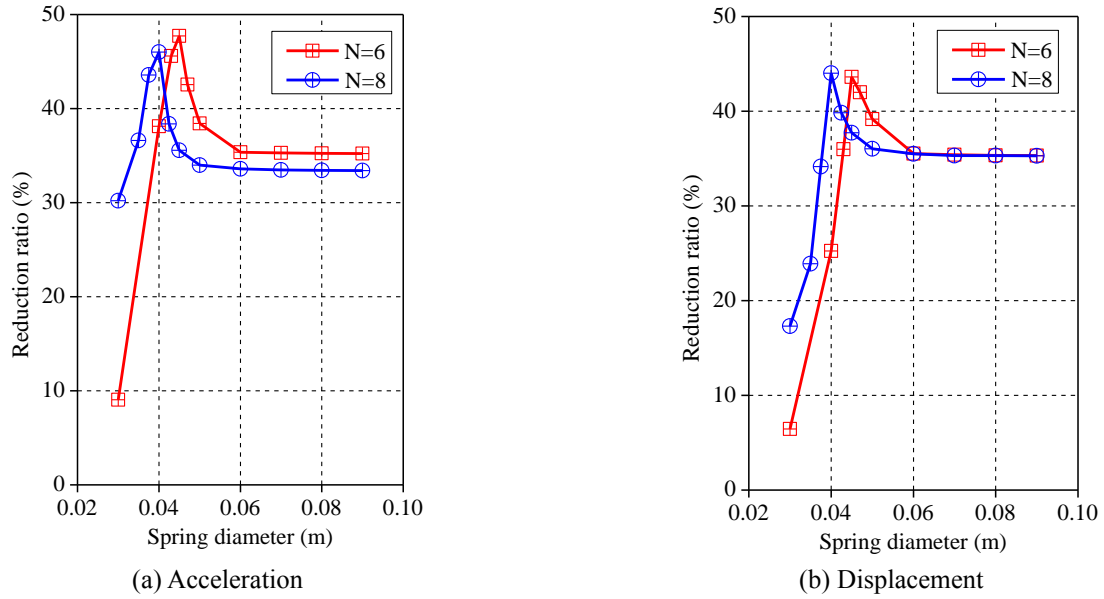 50
40
30
20
10
0
Reduction ratio (%)
N=6
N=8
0.02 0.04 0.06 0.08 0.10
Spring diameter (m)
(a) Acceleration
50
40
30
20
10
0
Reduction ratio (%)
N=6
N=8
0.02 0.04 0.06 0.08 0.10
Spring diameter (m)
(b) Displacement